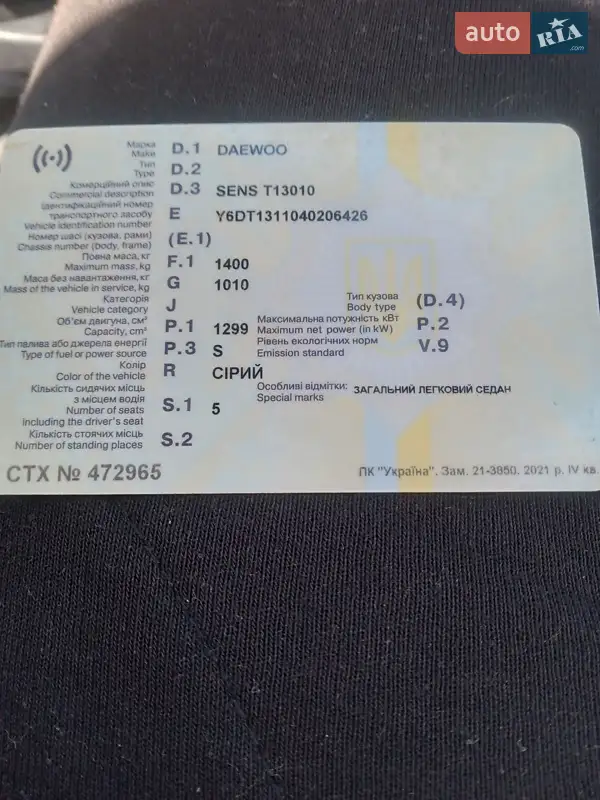 auto RIA .com
Марка D.1 DAEWOO
Make
Тип D.2
Type
Комерційний опис D.3 SENS T13010
Commercial description
Ідентифікаційний номер E Y6DT1311040206426
транспортного засобу
Vehicle identification number
Номер шасі (кузова, рами) (E.1)
Chassis number (body, frame)
Повна маса, кг F.1 1400
Maximum mass, kg
Маса без навантаження, кг G 1010
Mass of the vehicle in service, kg
Категорія J Тип кузова (D.4)
Vehicle category Body type
Об'єм двигуна, см³ P.1 1299 Максимальна потужність кВт P.2
Capacity, cm³ Maximum net power (in kW)
Тип палива або джерела енергії P.3 S Рівень екологічних норм V.9
Type of fuel or power source Emission standard
Колір R СІРИЙ
Color of the vehicle
Кількість сидячих місць S.1 5 Особливі відмітки: ЗАГАЛЬНИЙ ЛЕГКОВИЙ СЕДАН
з місцем водія Special marks
Number of seats
including the driver's seat
Кількість стоячих місць S.2
Number of standing places
СТХ № 472965 ПК "Україна". Зам. 21-3850. 2021 р. IV кв.